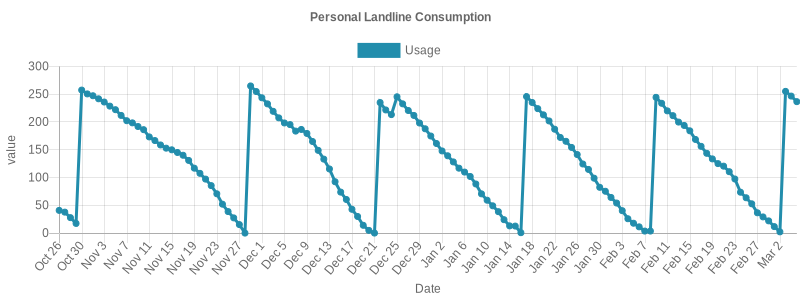 Personal Landline Consumption
Usage
300
250
200
150
100
50
0
value
Oct 26
Oct 30
Nov 3
Nov 7
Nov 11
Nov 15
Nov 19
Nov 23
Nov 27
Dec 1
Dec 5
Dec 9
Dec 13
Dec 17
Dec 21
Dec 25
Dec 29
Jan 2
Jan 6
Jan 10
Jan 14
Jan 18
Jan 22
Jan 26
Jan 30
Feb 3
Feb 7
Feb 11
Feb 15
Feb 19
Feb 23
Feb 27
Mar 2
Date